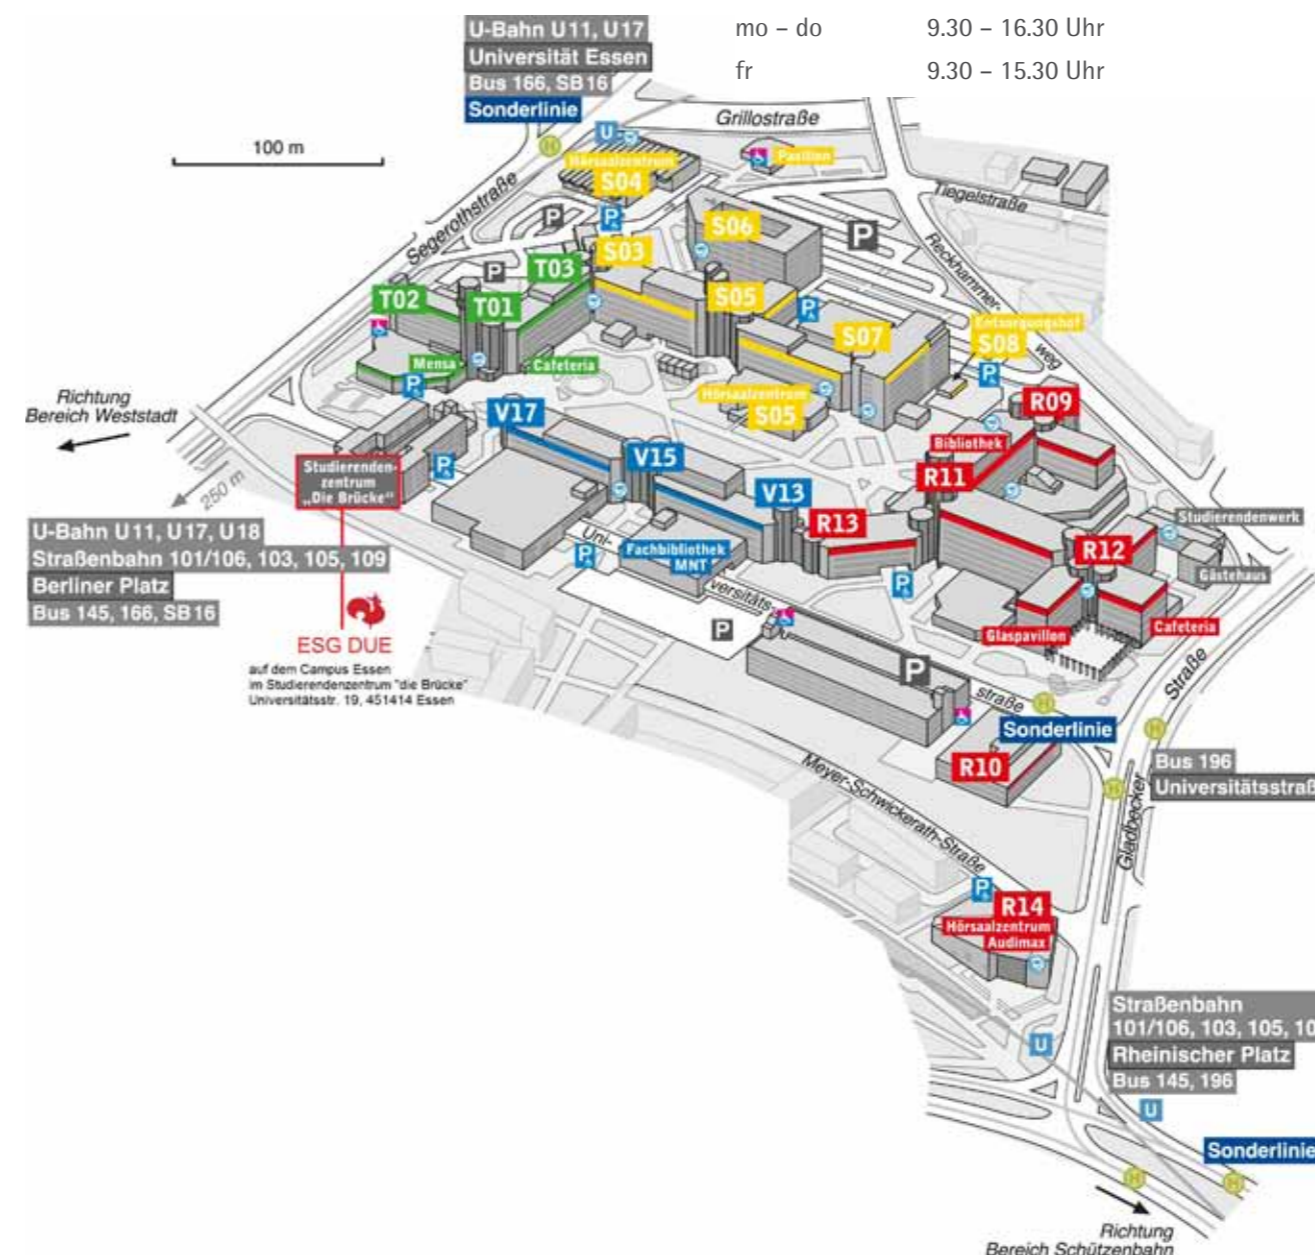 U-Bahn U11, U17
Universität Essen
Bus 166, SB16
Sonderlinie
mo – do 9.30 – 16.30 Uhr
fr 9.30 – 15.30 Uhr
100 m
Grillostraße
Segerothstraße
Hörsaalzentrum
S04
Pavillon
Tiegelstraße
Reckhammer-
weg
P
P
P
P
S06
S03
T03
T02
T01
S05
P
S07
Entsorgungshof
S08
P
Mensa
Cafeteria
P
Hörsaalzentrum
S05
R09
Richtung
Bereich Weststadt
V17
Bibliothek
V15
R11
Studierenden-
zentrum
„Die Brücke"
P
250 m
V13
R13
Studierendenwerk
R12
Gästehaus
U-Bahn U11, U17, U18
Straßenbahn 101/106, 103, 105, 109
Berliner Platz
Bus 145, 166, SB16
Uni-
versitäts-
straße
P
Fachbibliothek
MNT
P
Glaspavillon
Cafeteria
ESG DUE
auf dem Campus Essen
im Studierendenzentrum "die Brücke"
Universitätsstr. 19, 451414 Essen
P
P
H
Sonderlinie
Gladbecker
Straße
H
R10
Bus 196
Universitätsstraß
H
Meyer-Schwickerath-Straße
P
R14
Hörsaalzentrum
Audimax
Straßenbahn
101/106, 103, 105, 10
Rheinischer Platz
Bus 145, 196
U
U
Sonderlinie
H
H
Richtung
Bereich Schützenbahn
U
H